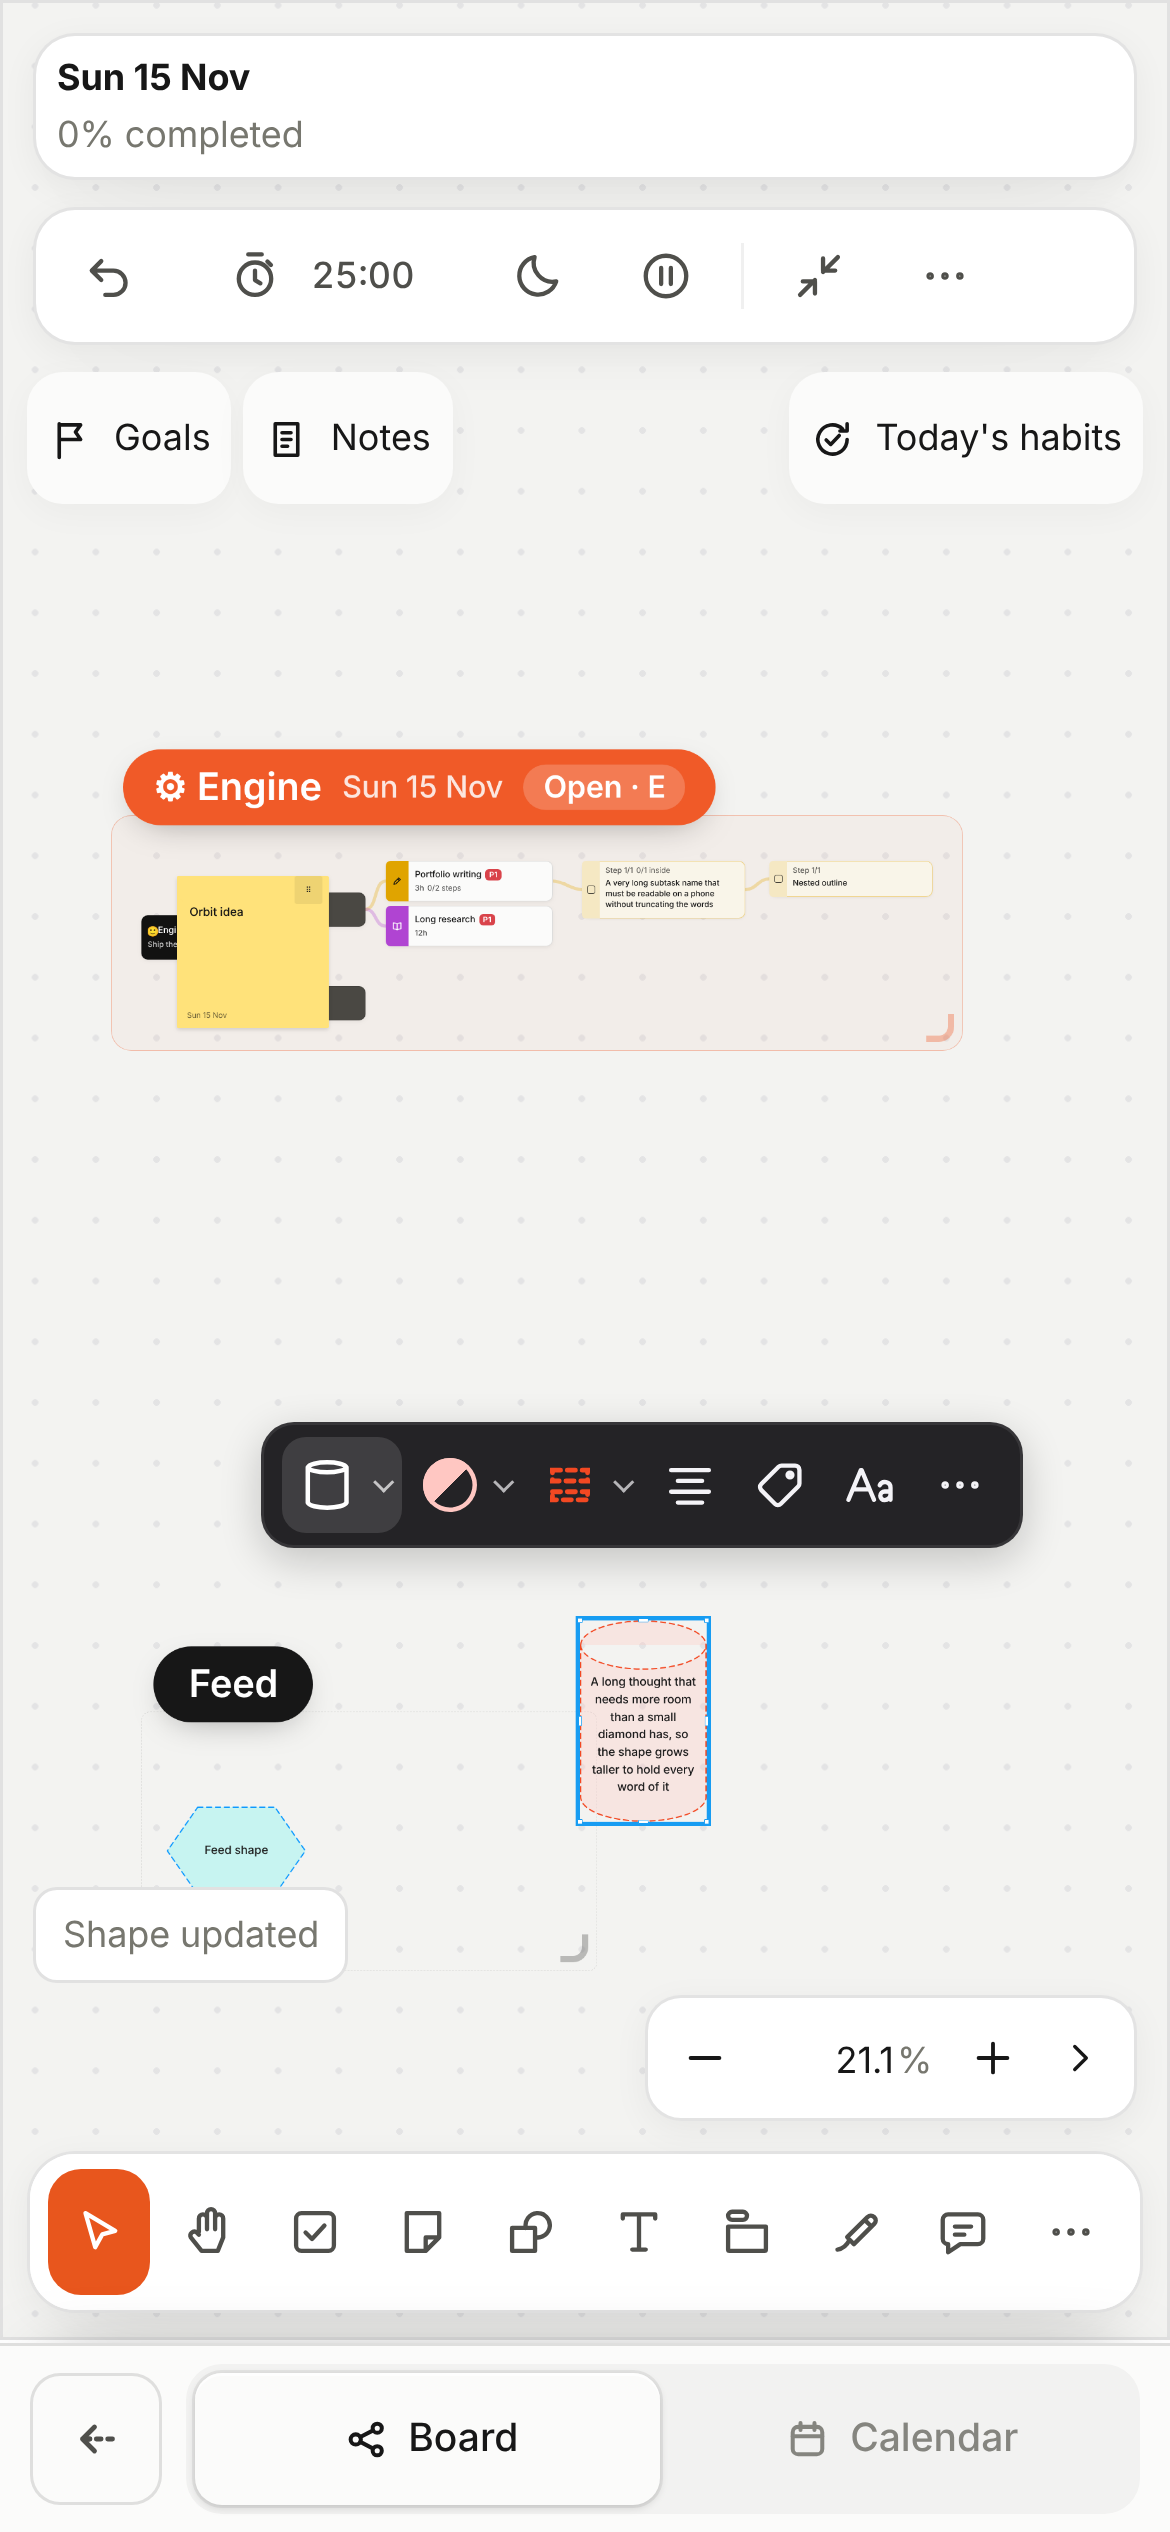 Sun 15 Nov
0% completed
25:00
Goals
Notes
Today's habits
Engine Sun 15 Nov Open · E
Portfolio writing P1
3h 0/2 steps
Long research P1
12h
Step 1/1 0/1 inside
A very long subtask name that
must be readable on a phone
without truncating the words
Step 1/1
Nested outline
Orbit idea
Engi
Ship the
Sun 15 Nov
Aa
Feed
A long thought that
needs more room
than a small
diamond has, so
the shape grows
taller to hold every
word of it
Feed shape
Shape updated
21.1%
Board
Calendar